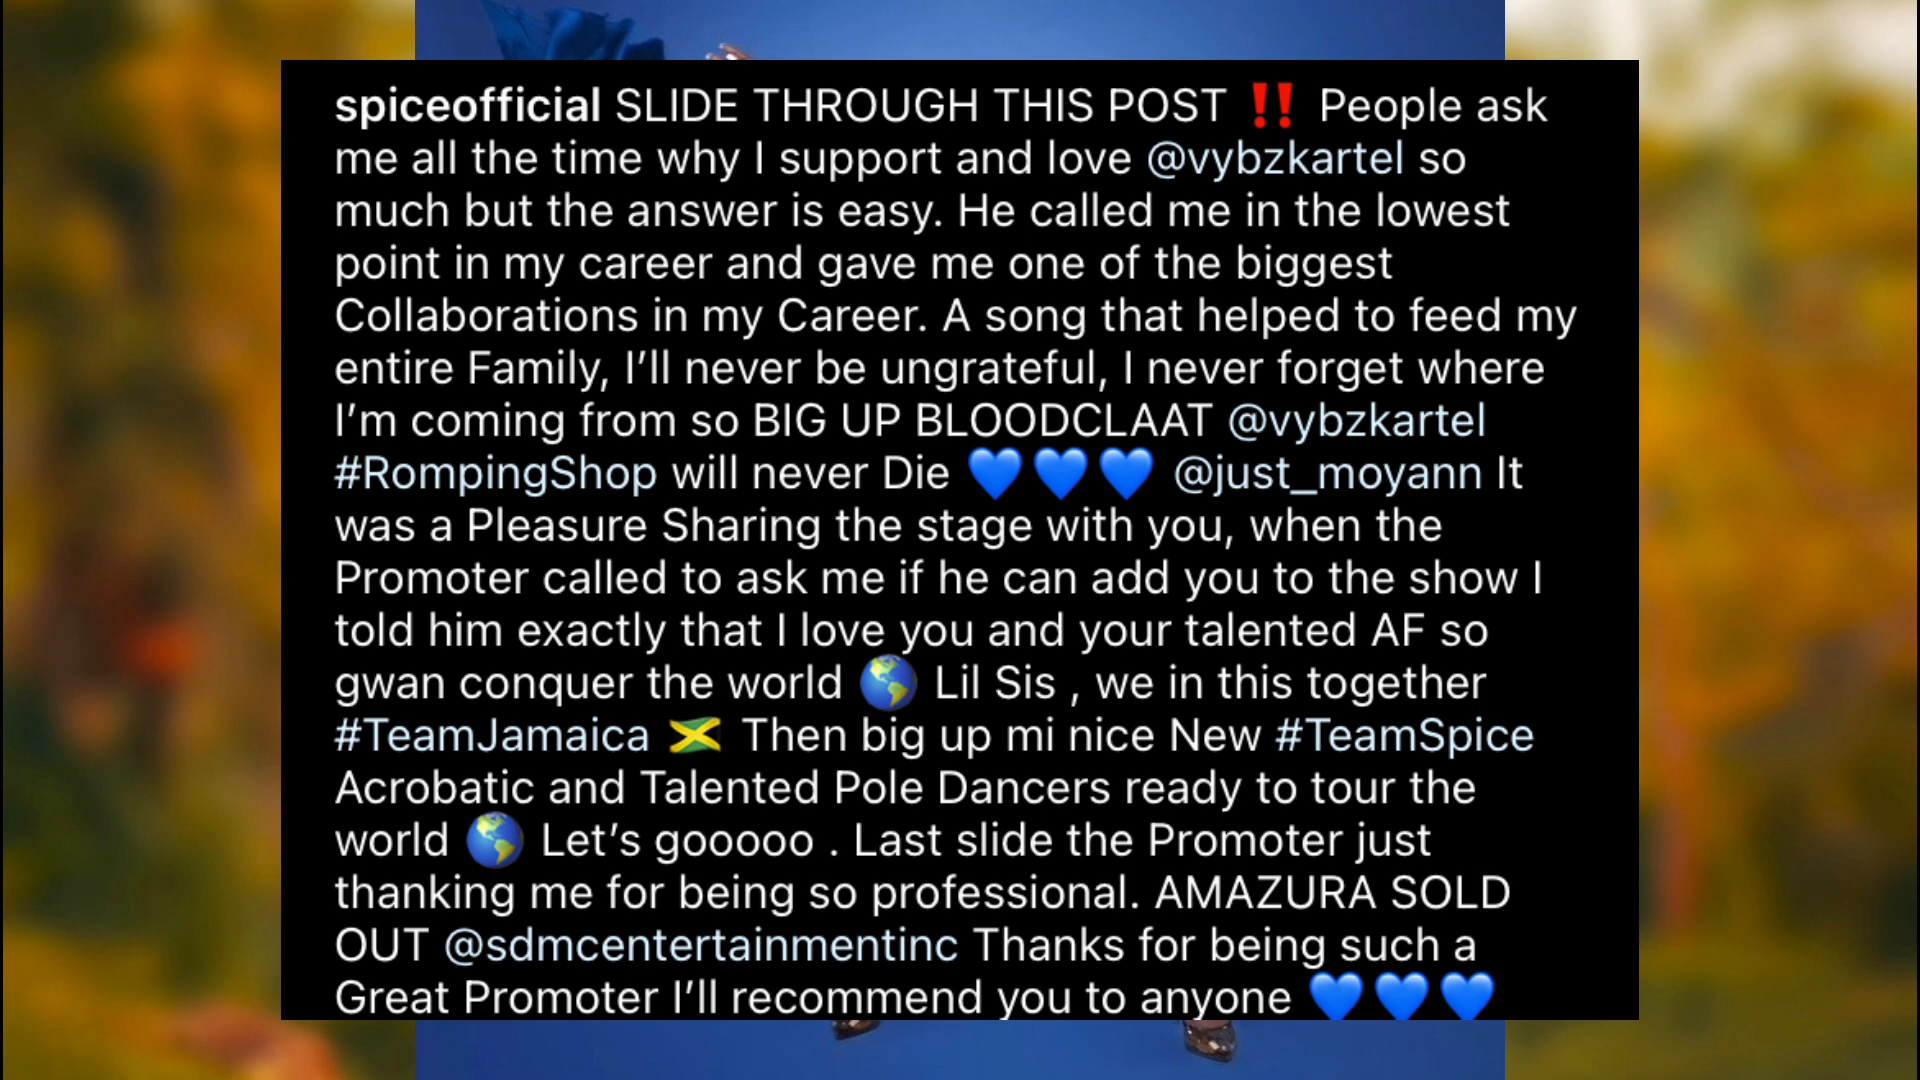 spiceofficial SLIDE THROUGH THIS POST ‼️ People ask
me all the time why I support and love @vybzkartel so
much but the answer is easy. He called me in the lowest
point in my career and gave me one of the biggest
Collaborations in my Career. A song that helped to feed my
entire Family, I’ll never be ungrateful, I never forget where
I’m coming from so BIG UP BLOODCLAAT @vybzkartel
#RompingShop will never Die 💙💙💙 @just_moyann It
was a Pleasure Sharing the stage with you, when the
Promoter called to ask me if he can add you to the show I
told him exactly that I love you and your talented AF so
gwan conquer the world 🌎 Lil Sis , we in this together
#TeamJamaica 🇯🇲 Then big up mi nice New #TeamSpice
Acrobatic and Talented Pole Dancers ready to tour the
world 🌎 Let’s gooooo . Last slide the Promoter just
thanking me for being so professional. AMAZURA SOLD
OUT @sdmcentertainmentinc Thanks for being such a
Great Promoter I’ll recommend you to anyone 💙💙💙